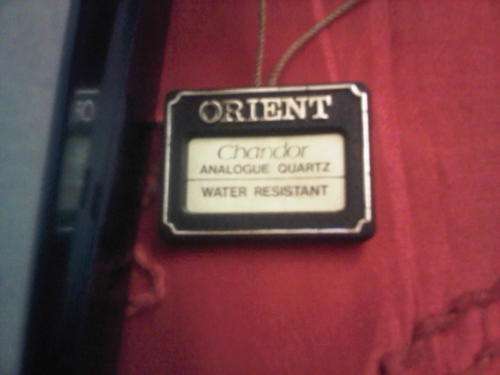 ORIENT
Chandor
ANALOGUE QUARTZ
WATER RESISTANT